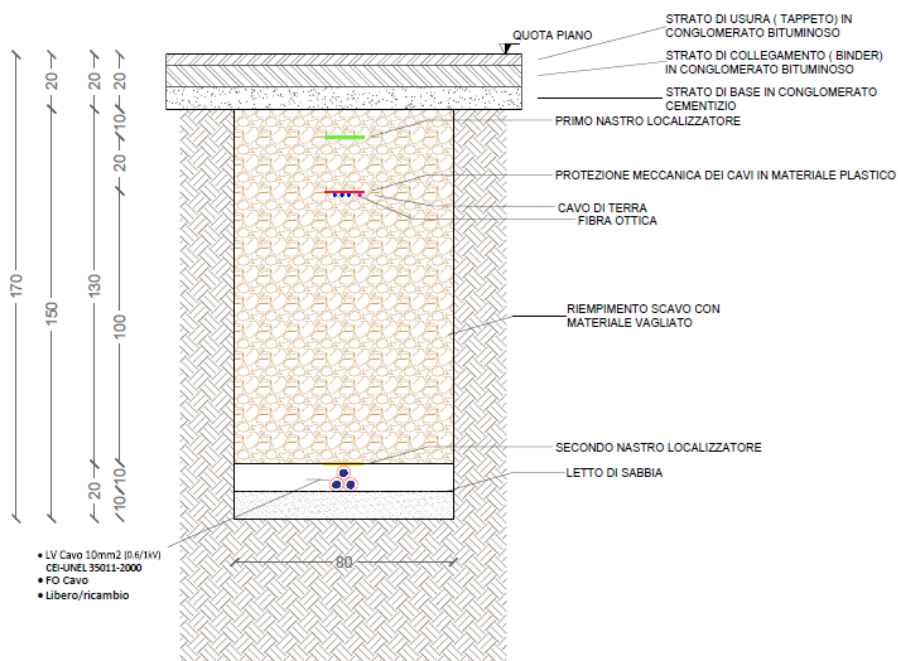 QUOTA PIANO
STRATO DI USURA ( TAPPETO) IN
CONGLOMERATO BITUMINOSO
STRATO DI COLLEGAMENTO ( BINDER)
IN CONGLOMERATO BITUMINOSO
STRATO DI BASE IN CONGLOMERATO
CEMENTIZIO
PRIMO NASTRO LOCALIZZATORE
PROTEZIONE MECCANICA DEI CAVI IN MATERIALE PLASTICO
CAVO DI TERRA
FIBRA OTTICA
RIEMPIMENTO SCAVO CON
MATERIALE VAGLIATO
SECONDO NASTRO LOCALIZZATORE
LETTO DI SABBIA
170
20
150
20
130
20
20
10
20
100
10
10
80
• LV Cavo 10mm2 (0.6/1kV)
CEI-UNEL 35011-2000
• FO Cavo
• Libero/ricambio